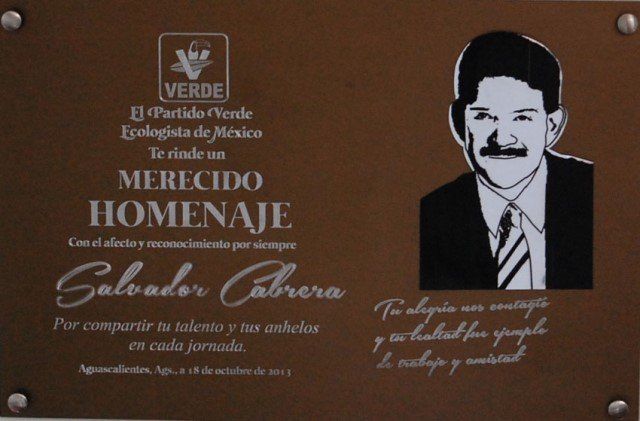 VERDE
El Partido Verde
Ecologista de México
Te rinde un
MERECIDO
HOMENAJE
Con el afecto y reconocimiento por siempre
Salvador Cabrera
Por compartir tu talento y tus anhelos
en cada jornada.
Aguascalientes, Ags., a 18 de octubre de 2013
Tu alegría nos contagió
y tu lealtad fue ejemplo
de trabajo y amistad